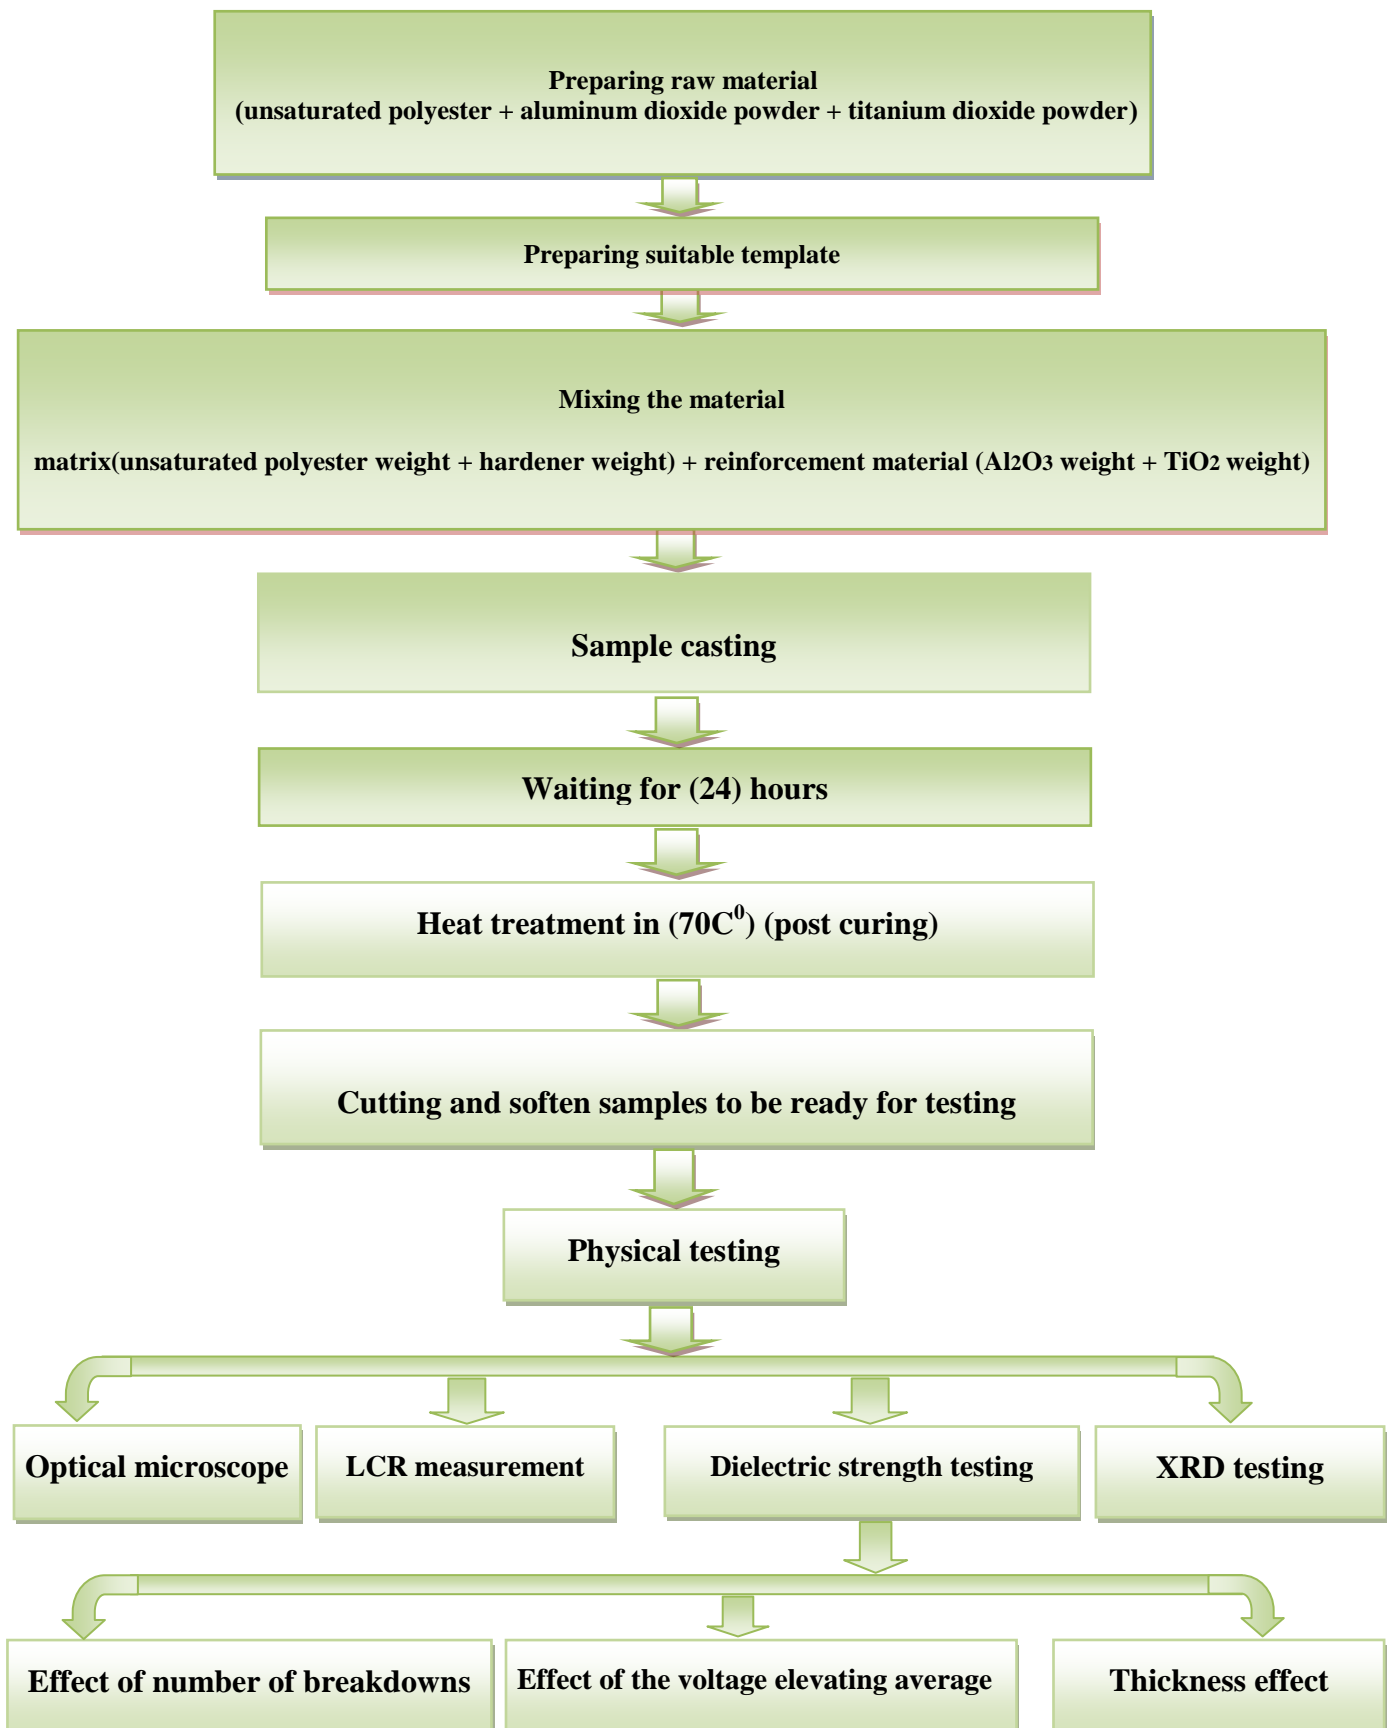 Preparing raw material
(unsaturated polyester + aluminum dioxide powder + titanium dioxide powder)
Preparing suitable template
Mixing the material
matrix(unsaturated polyester weight + hardener weight) + reinforcement material (Al2O3 weight + TiO2 weight)
Sample casting
Waiting for (24) hours
Heat treatment in (70C⁰) (post curing)
Cutting and soften samples to be ready for testing
Physical testing
Optical microscope
LCR measurement
Dielectric strength testing
XRD testing
Effect of number of breakdowns
Effect of the voltage elevating average
Thickness effect